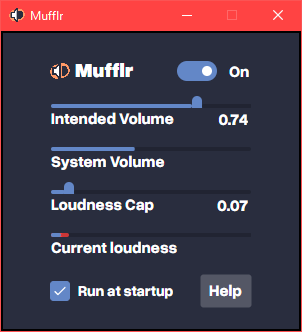 Mufflr
Mufflr
On
Intended Volume 0.74
System Volume
Loudness Cap 0.07
Current loudness
Run at startup Help